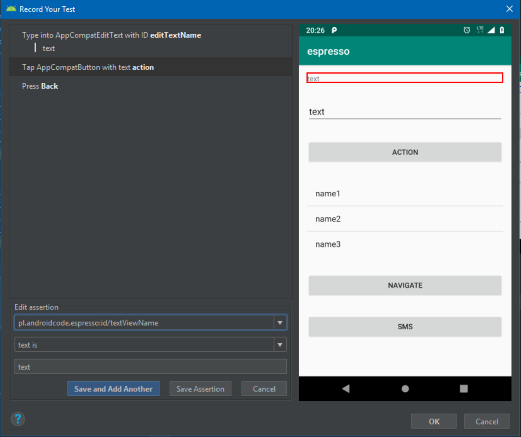 Record Your Test
Type into AppCompatEditText with ID editTextName
text
Tap AppCompatButton with text action
Press Back
Edit assertion
pl.androidcode.espresso:id/textViewName
text is
text
Save and Add Another
Save Assertion
Cancel
20:26
espresso
text
text
ACTION
name1
name2
name3
NAVIGATE
SMS
?
OK
Cancel